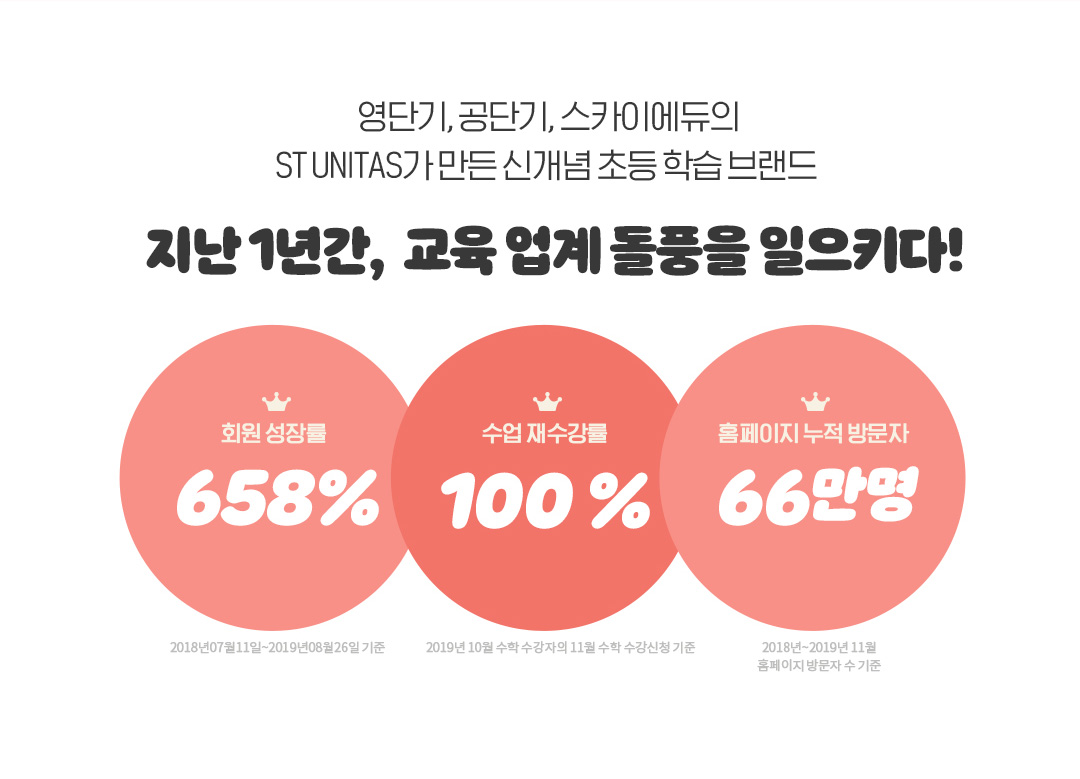 영단기, 공단기, 스카이에듀의
ST UNITAS가 만든 신개념 초등 학습 브랜드
지난 1년간, 교육 업계 돌풍을 일으키다!
회원 성장률
658%
2018년07월11일~2019년08월26일 기준
수업 재수강률
100 %
2019년 10월 수학 수강자의 11월 수학 수강신청 기준
홈페이지 누적 방문자
66만명
2018년~2019년 11월
홈페이지 방문자 수 기준